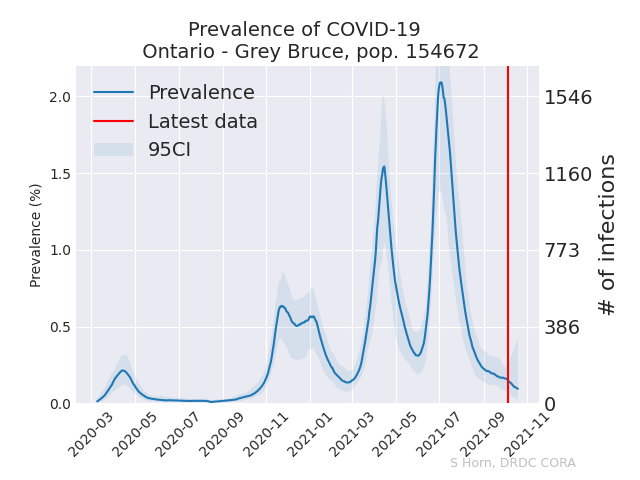 Prevalence of COVID-19
Ontario - Grey Bruce, pop. 154672
Prevalence
Latest data
95CI
Prevalence (%)
2.0
1.5
1.0
0.5
0.0
1546
1160
773
386
0
# of infections
2020-03
2020-05
2020-07
2020-09
2020-11
2021-01
2021-03
2021-05
2021-07
2021-09
2021-11
S Horn, DRDC CORA